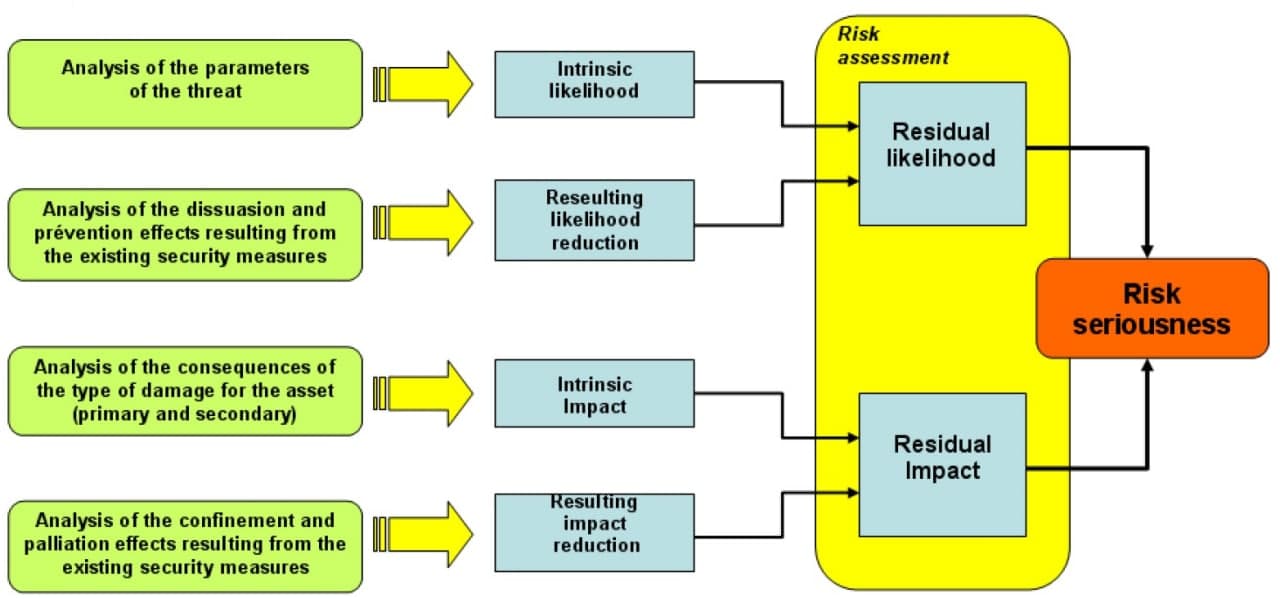 Risk
assessment
Analysis of the parameters
of the threat
Intrinsic
likelihood
Residual
likelihood
Analysis of the dissuasion and
prévention effects resulting from
the existing security measures
Reseulting
likelihood
reduction
Risk
seriousness
Analysis of the consequences of
the type of damage for the asset
(primary and secondary)
Intrinsic
Impact
Residual
Impact
Analysis of the confinement and
palliation effects resulting from the
existing security measures
Resulting
impact
reduction